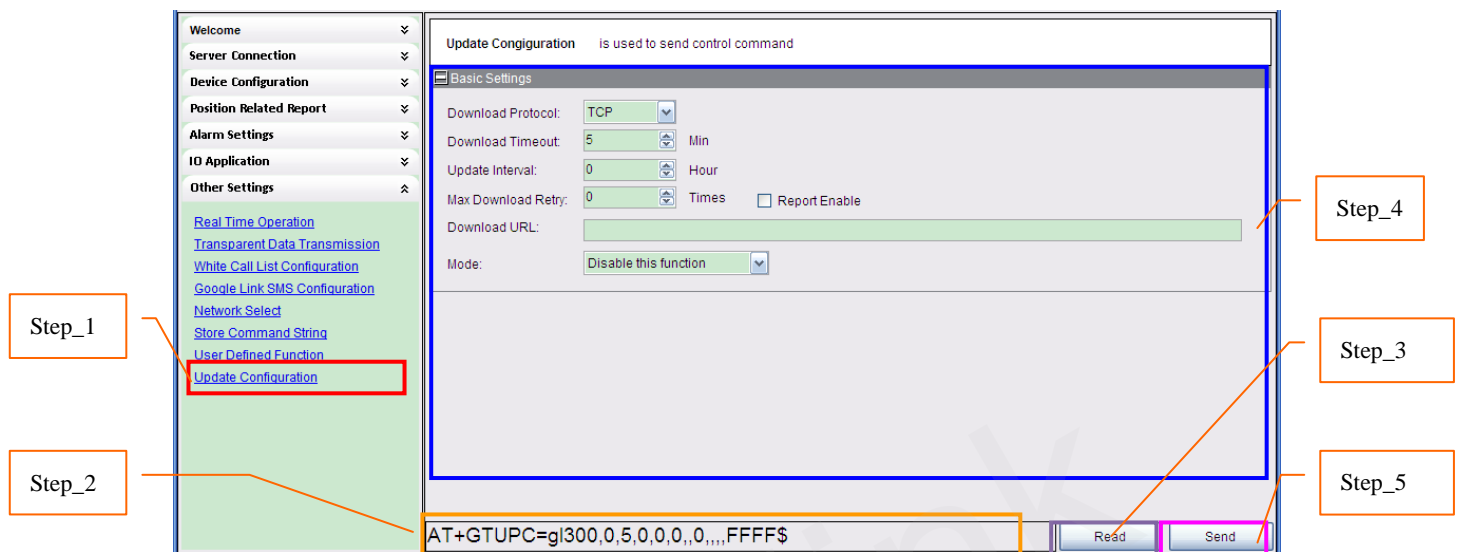 Welcome
Server Connection
Device Configuration
Position Related Report
Alarm Settings
IO Application
Other Settings
Real Time Operation
Transparent Data Transmission
White Call List Configuration
Google Link SMS Configuration
Network Select
Store Command String
User Defined Function
Update Configuration
Update Congiguration is used to send control command
Basic Settings
Download Protocol: TCP
Download Timeout: 5 Min
Update Interval: 0 Hour
Max Download Retry: 0 Times Report Enable
Download URL:
Mode: Disable this function
AT+GTUPC=gl300,0,5,0,0,0,,0,,,,FFFF$
Read
Send
Step_1
Step_2
Step_3
Step_4
Step_5